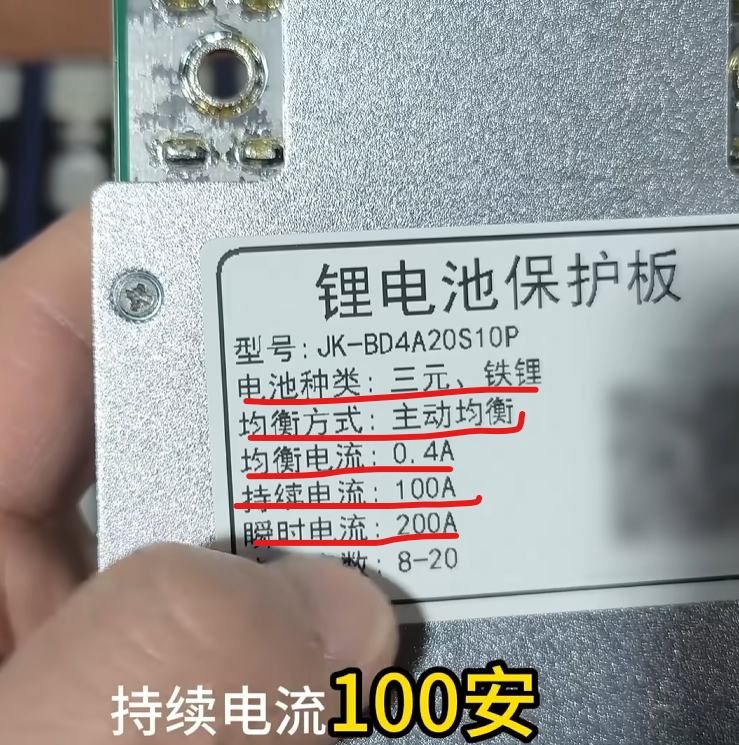 锂电池保护板
型号:JK-BD4A20S10P
电池种类:三元、铁锂
均衡方式:主动均衡
均衡电流:0.4A
持续电流:100A
瞬时电流:200A
数:8-20
持续电流100安